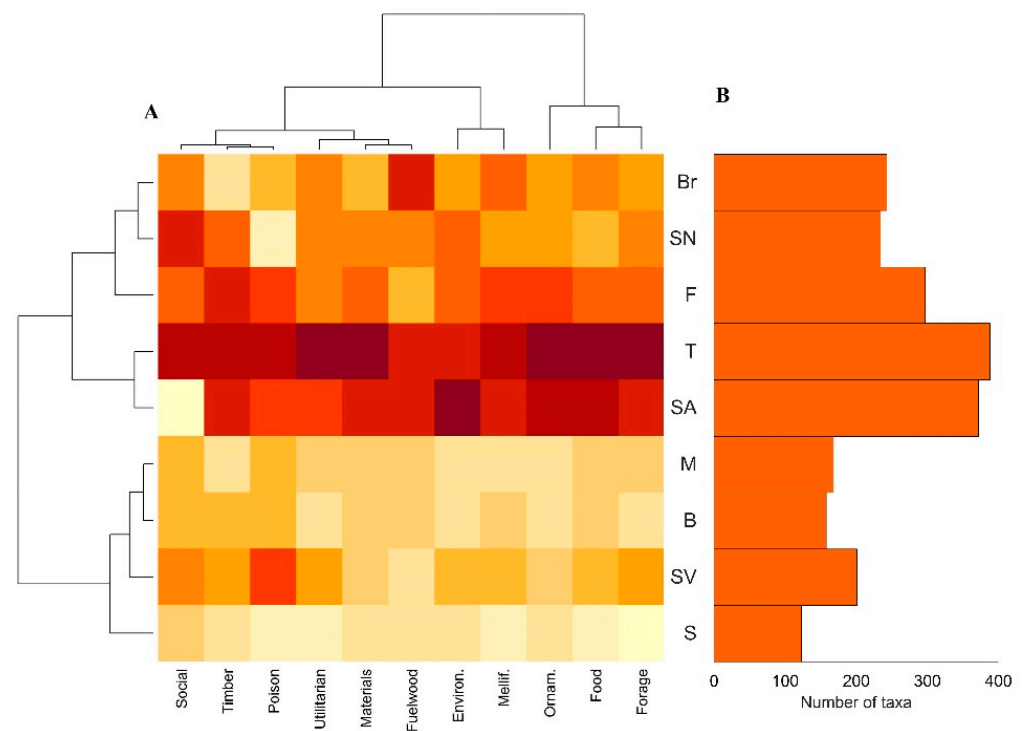 A
B
Br
SN
F
T
SA
M
B
SV
S
Social
Timber
Poison
Utilitarian
Materials
Fuelwood
Environ.
Mellif.
Ornam.
Food
Forage
0 100 200 300 400
Number of taxa